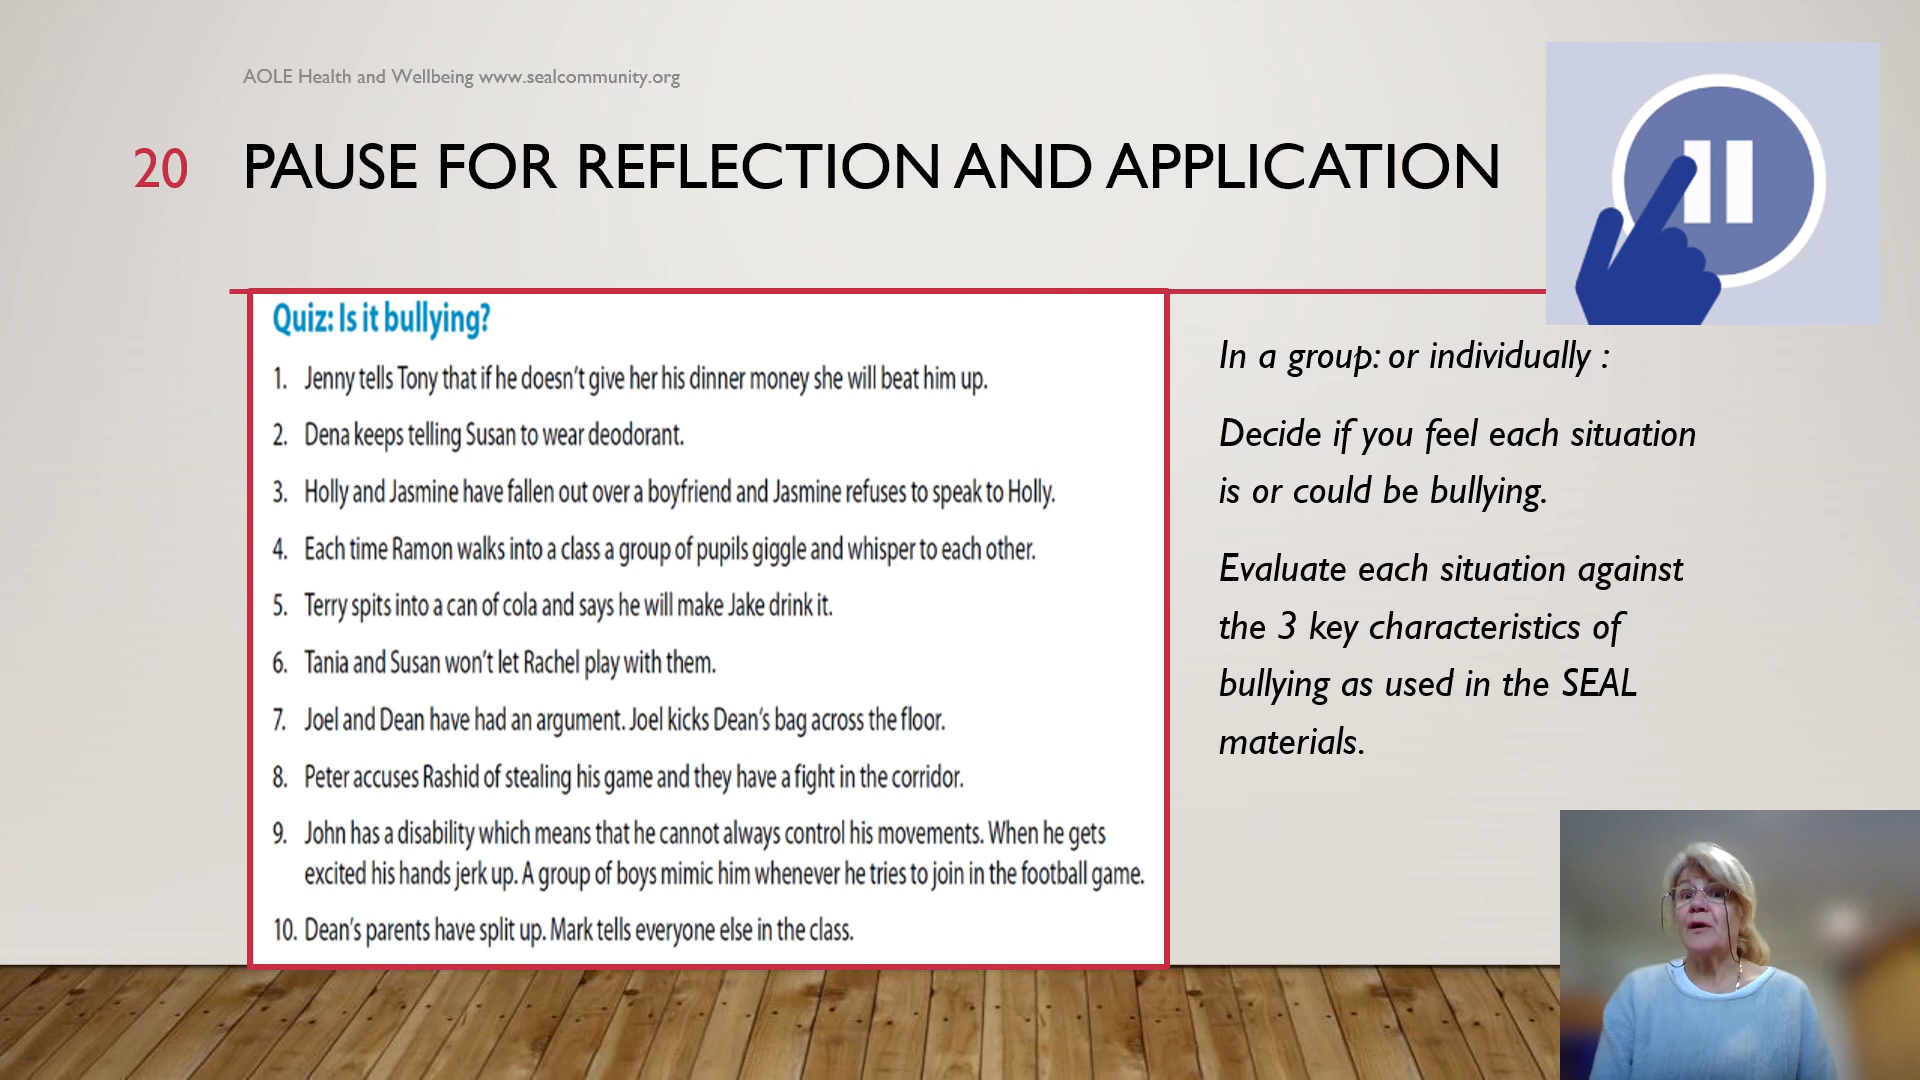 AOLE Health and Wellbeing www.sealcommunity.org
20 PAUSE FOR REFLECTION AND APPLICATION
Quiz: Is it bullying?
1. Jenny tells Tony that if he doesn't give her his dinner money she will beat him up.
2. Dena keeps telling Susan to wear deodorant.
3. Holly and Jasmine have fallen out over a boyfriend and Jasmine refuses to speak to Holly.
4. Each time Ramon walks into a class a group of pupils giggle and whisper to each other.
5. Terry spits into a can of cola and says he will make Jake drink it.
6. Tania and Susan won't let Rachel play with them.
7. Joel and Dean have had an argument. Joel kicks Dean's bag across the floor.
8. Peter accuses Rashid of stealing his game and they have a fight in the corridor.
9. John has a disability which means that he cannot always control his movements. When he gets
excited his hands jerk up. A group of boys mimic him whenever he tries to join in the football game.
10. Dean's parents have split up. Mark tells everyone else in the class.
In a group: or individually :
Decide if you feel each situation
is or could be bullying.
Evaluate each situation against
the 3 key characteristics of
bullying as used in the SEAL
materials.